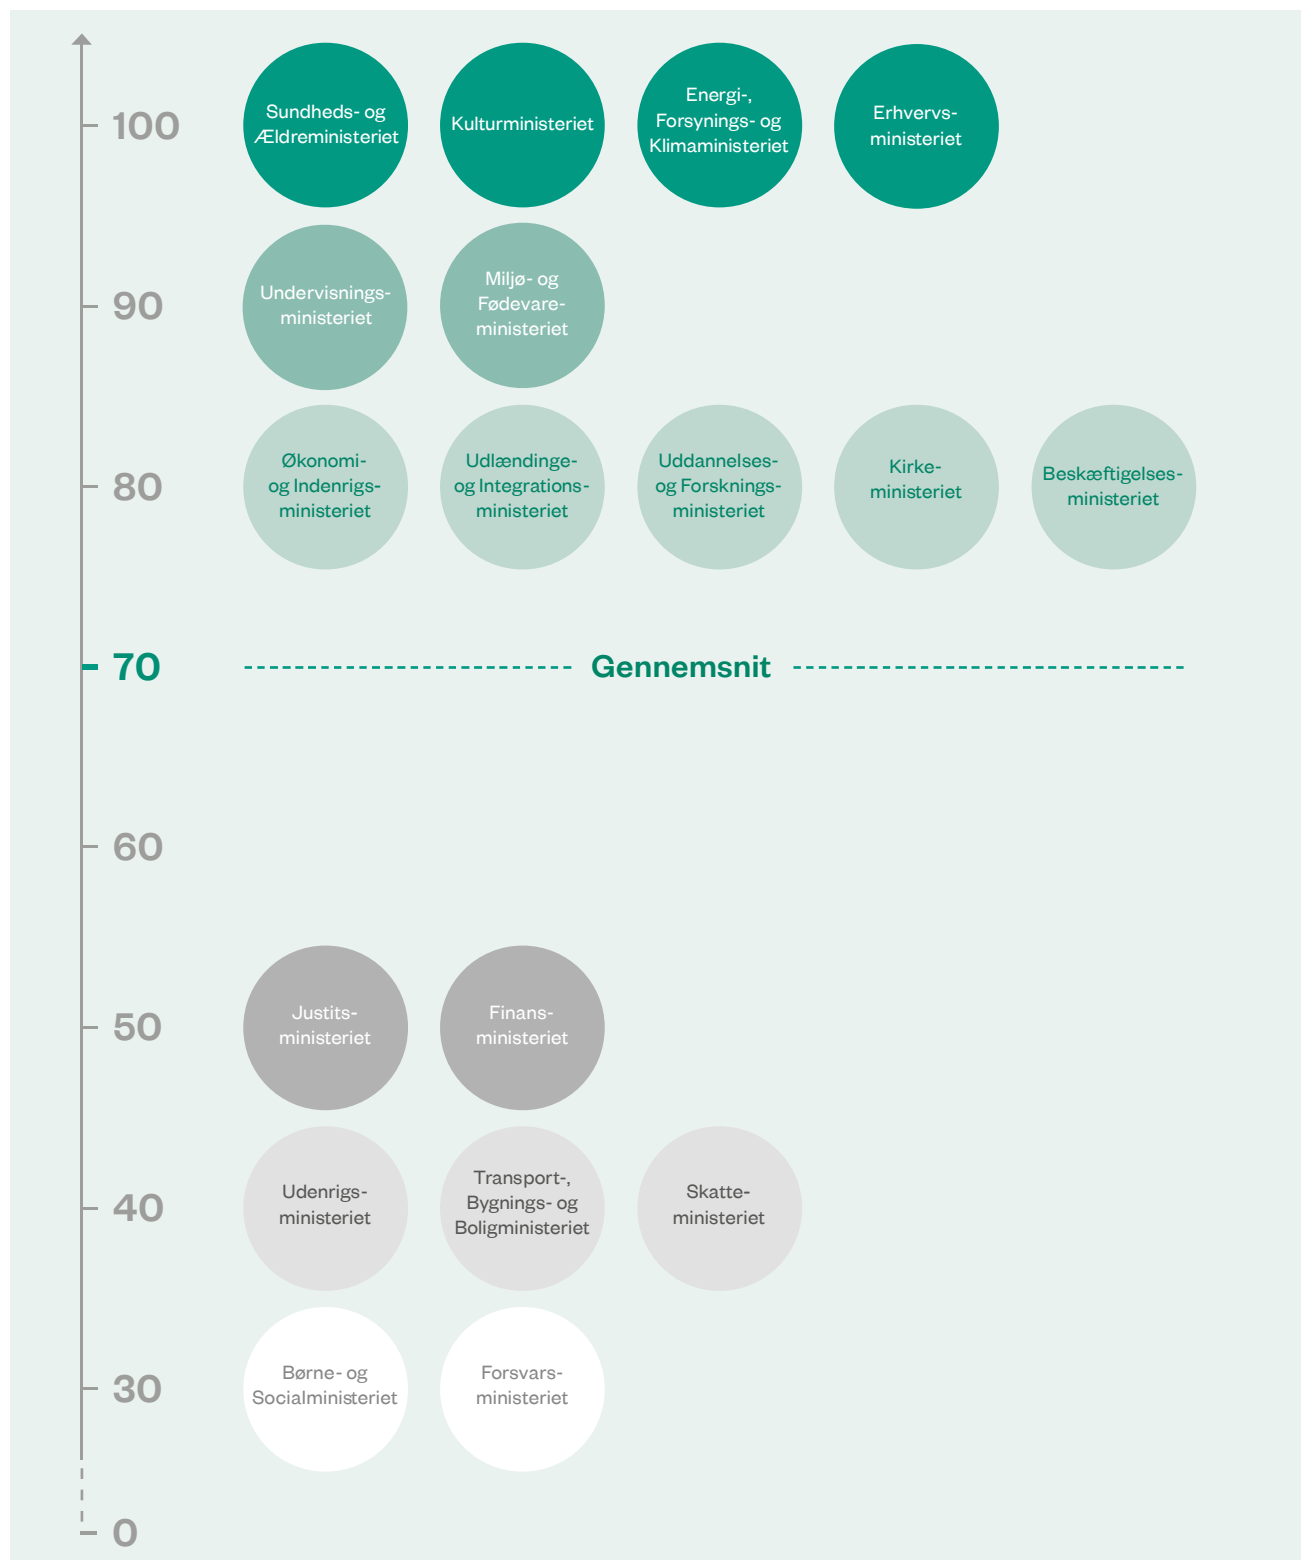 100
Sundheds- og
Ældreministeriet
Kulturministeriet
Energi-,
Forsynings- og
Klimaministeriet
Erhvervs-
ministeriet
90
Undervisnings-
ministeriet
Miljø- og
Fødevare-
ministeriet
80
Økonomi-
og Indenrigs-
ministeriet
Udlændinge-
og Integrations-
ministeriet
Uddannelses-
og Forsknings-
ministeriet
Kirke-
ministeriet
Beskæftigelses-
ministeriet
70
Gennemsnit
60
50
Justits-
ministeriet
Finans-
ministeriet
40
Udenrigs-
ministeriet
Transport-,
Bygnings- og
Boligministeriet
Skatte-
ministeriet
30
Børne- og
Socialministeriet
Forsvars-
ministeriet
0